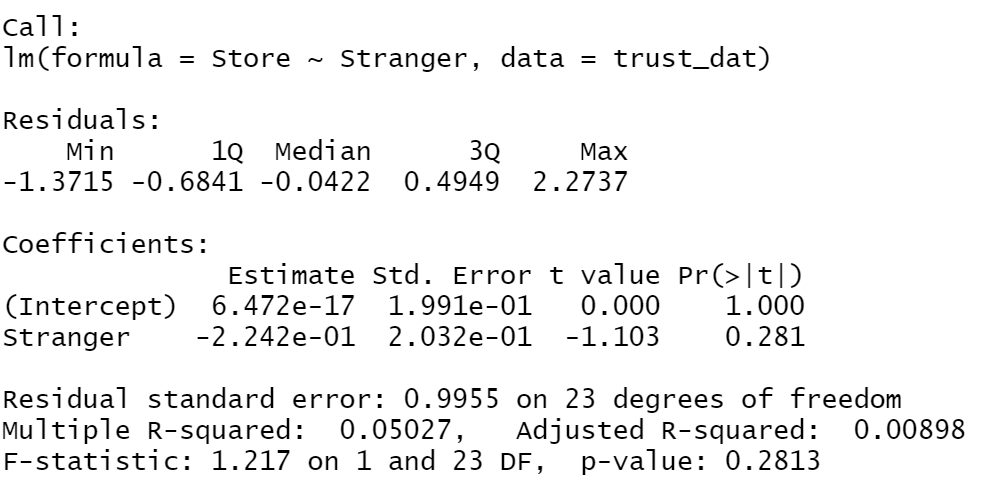 Call:
lm(formula = Store ~ Stranger, data = trust_dat)
Residuals:
Min 1Q Median 3Q Max
-1.3715 -0.6841 -0.0422 0.4949 2.2737
Coefficients:
Estimate Std. Error t value Pr(>|t|)
(Intercept) 6.472e-17 1.991e-01 0.000 1.000
Stranger -2.242e-01 2.032e-01 -1.103 0.281
Residual standard error: 0.9955 on 23 degrees of freedom
Multiple R-squared: 0.05027, Adjusted R-squared: 0.00898
F-statistic: 1.217 on 1 and 23 DF, p-value: 0.2813